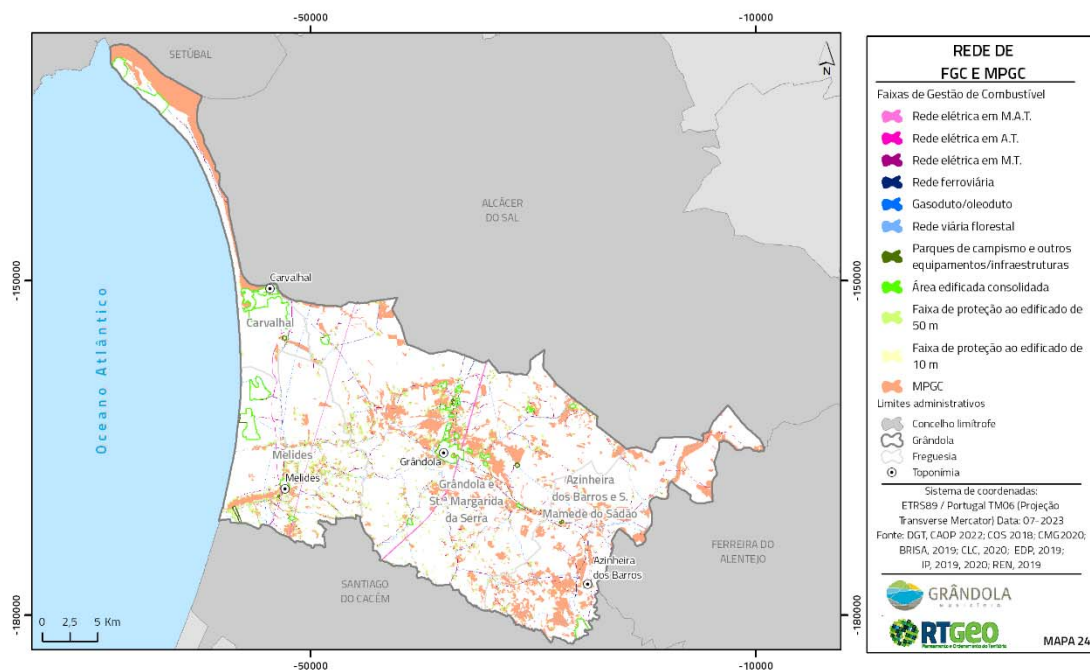 -50000
-10000
SETÚBAL
N
ALCÁCER
DO SAL
-150000
-150000
Carvalhal
Carvalhal
Oceano Atlântico
Melides
Melides
Grândola
Grândola e
St.ª Margarida
da Serra
Azinheira
dos Barros e S.
Mamede do Sádão
Azinheira
dos Barros
FERREIRA DO
ALENTEJO
SANTIAGO
DO CACÉM
-180000
-180000
0 2,5 5 Km
-50000
-10000
REDE DE
FGC E MPGC
Faixas de Gestão de Combustível
Rede elétrica em M.A.T.
Rede elétrica em A.T.
Rede elétrica em M.T.
Rede ferroviária
Gasoduto/oleoduto
Rede viária florestal
Parques de campismo e outros
equipamentos/infraestruturas
Área edificada consolidada
Faixa de proteção ao edificado de
50 m
Faixa de proteção ao edificado de
10 m
MPGC
Limites administrativos
Concelho limítrofe
Grândola
Freguesia
Toponímia
Sistema de coordenadas:
ETRS89 / Portugal TM06 (Projeção
Transverse Mercator) Data: 07- 2023
Fonte: DGT, CAOP 2022; COS 2018; CMG2020;
BRISA, 2019; CLC, 2020; EDP, 2019;
IP, 2019, 2020; REN, 2019
GRÂNDOLA
MUNICÍPIO
RTGEO
Planeamento e Ordenamento do Território
MAPA 24